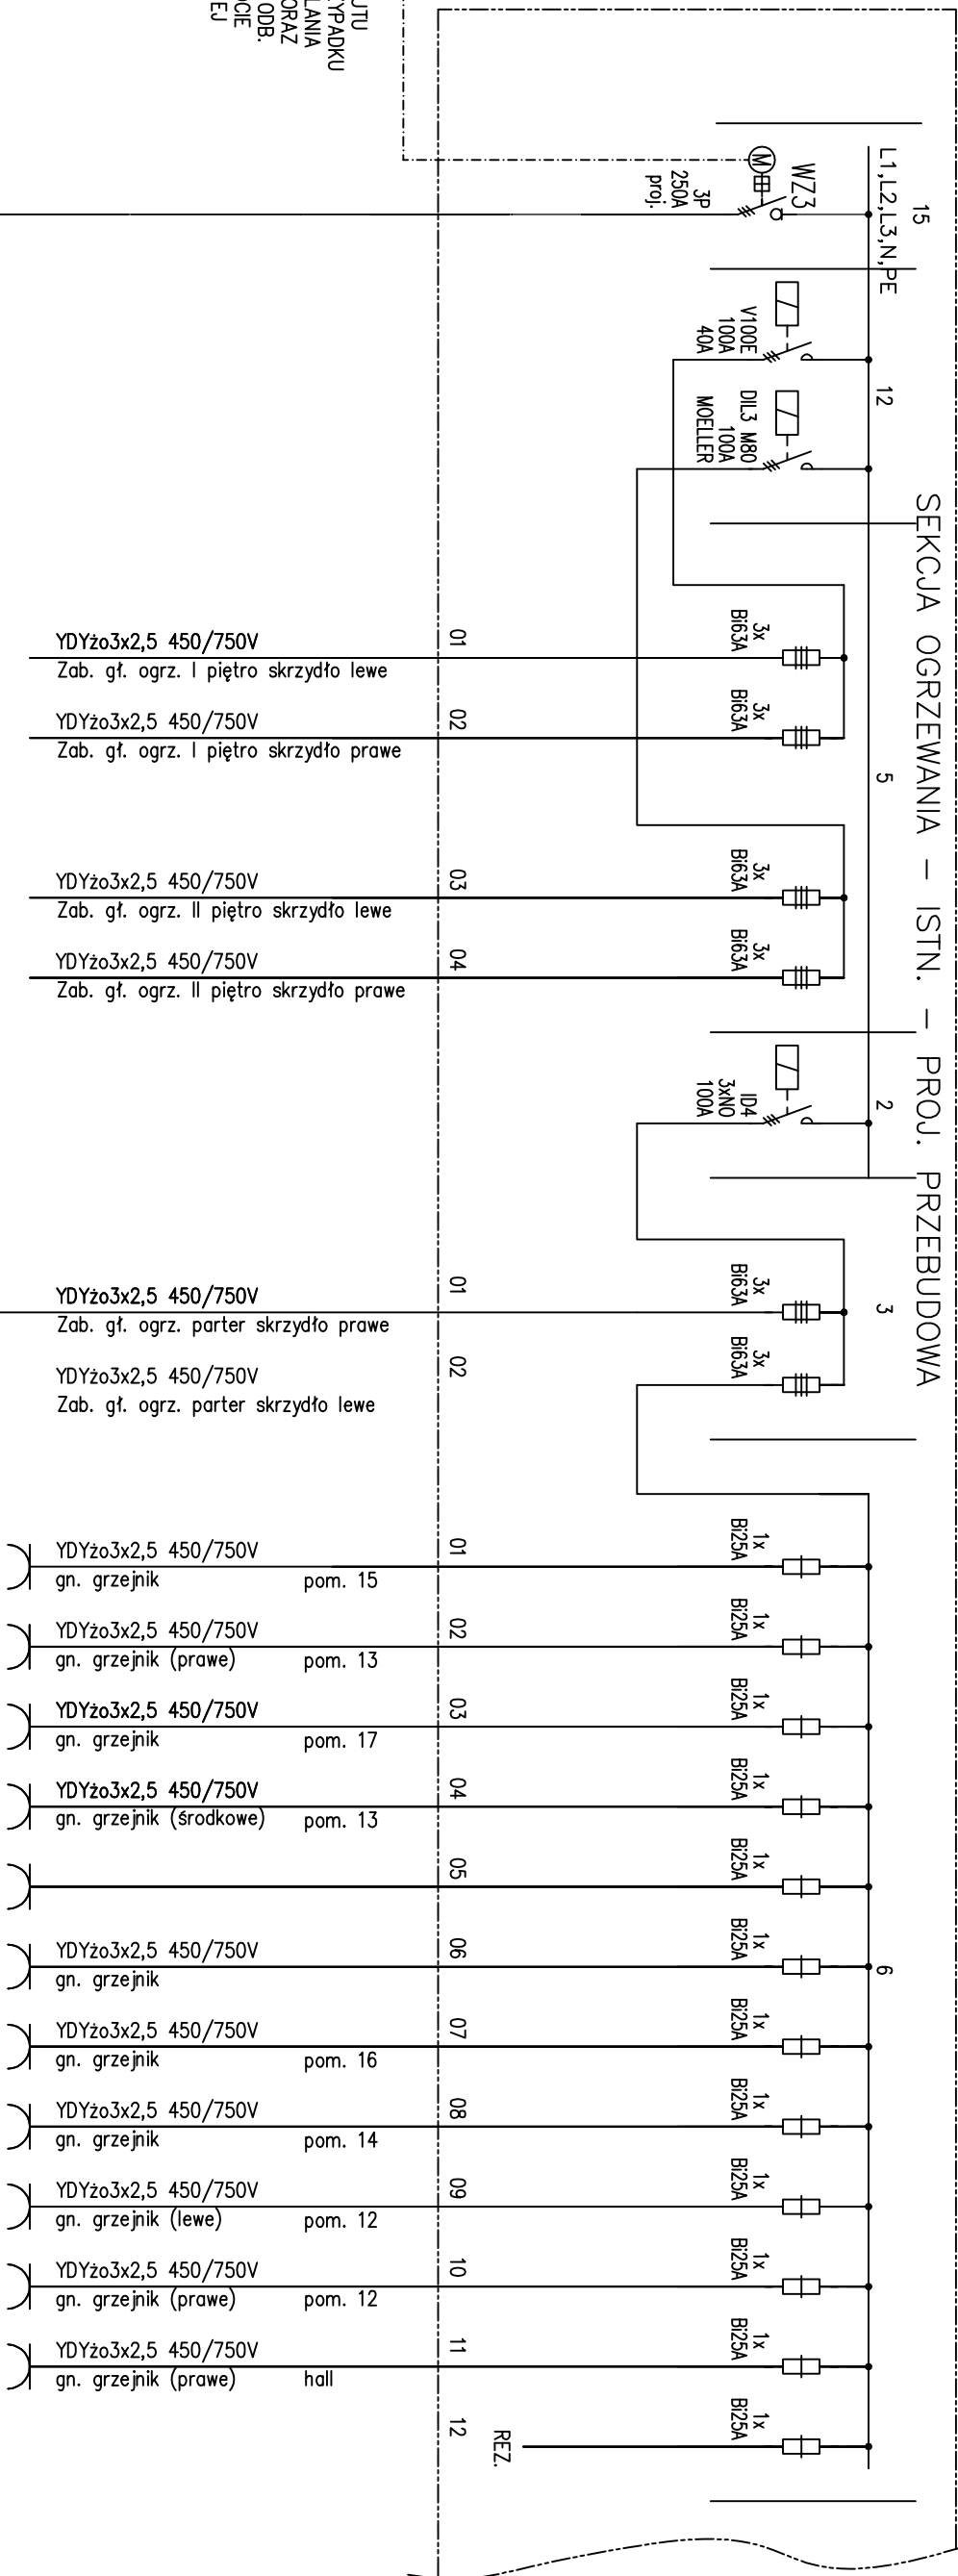 UTU
YPADKU
LANIA
ORAZ
ODB.
OCIE
EJ
SEKCJA OGRZEWANIA – ISTN. – PROJ. PRZEBUDOWA
L1,L2,L3,N,PE
15
WZ3
M
3P
250A
proj.
12
V100E
100A
40A
DIL3 M80
100A
MOELLER
5
3x
Bi63A
01
YDYżo3x2,5 450/750V
Zab. gł. ogrz. I piętro skrzydło lewe
3x
Bi63A
02
YDYżo3x2,5 450/750V
Zab. gł. ogrz. I piętro skrzydło prawe
3x
Bi63A
03
YDYżo3x2,5 450/750V
Zab. gł. ogrz. II piętro skrzydło lewe
3x
Bi63A
04
YDYżo3x2,5 450/750V
Zab. gł. ogrz. II piętro skrzydło prawe
2
ID4
3xNO
100A
3
3x
Bi63A
01
YDYżo3x2,5 450/750V
Zab. gł. ogrz. parter skrzydło prawe
3x
Bi63A
02
YDYżo3x2,5 450/750V
Zab. gł. ogrz. parter skrzydło lewe
6
1x
Bi25A
01
YDYżo3x2,5 450/750V
gn. grzejnik pom. 15
1x
Bi25A
02
YDYżo3x2,5 450/750V
gn. grzejnik (prawe) pom. 13
1x
Bi25A
03
YDYżo3x2,5 450/750V
gn. grzejnik pom. 17
1x
Bi25A
04
YDYżo3x2,5 450/750V
gn. grzejnik (środkowe) pom. 13
1x
Bi25A
05
1x
Bi25A
06
YDYżo3x2,5 450/750V
gn. grzejnik
1x
Bi25A
07
YDYżo3x2,5 450/750V
gn. grzejnik pom. 16
1x
Bi25A
08
YDYżo3x2,5 450/750V
gn. grzejnik pom. 14
1x
Bi25A
09
YDYżo3x2,5 450/750V
gn. grzejnik (lewe) pom. 12
1x
Bi25A
10
YDYżo3x2,5 450/750V
gn. grzejnik (prawe) pom. 12
1x
Bi25A
11
YDYżo3x2,5 450/750V
gn. grzejnik (prawe) hall
1x
Bi25A
12
REZ.